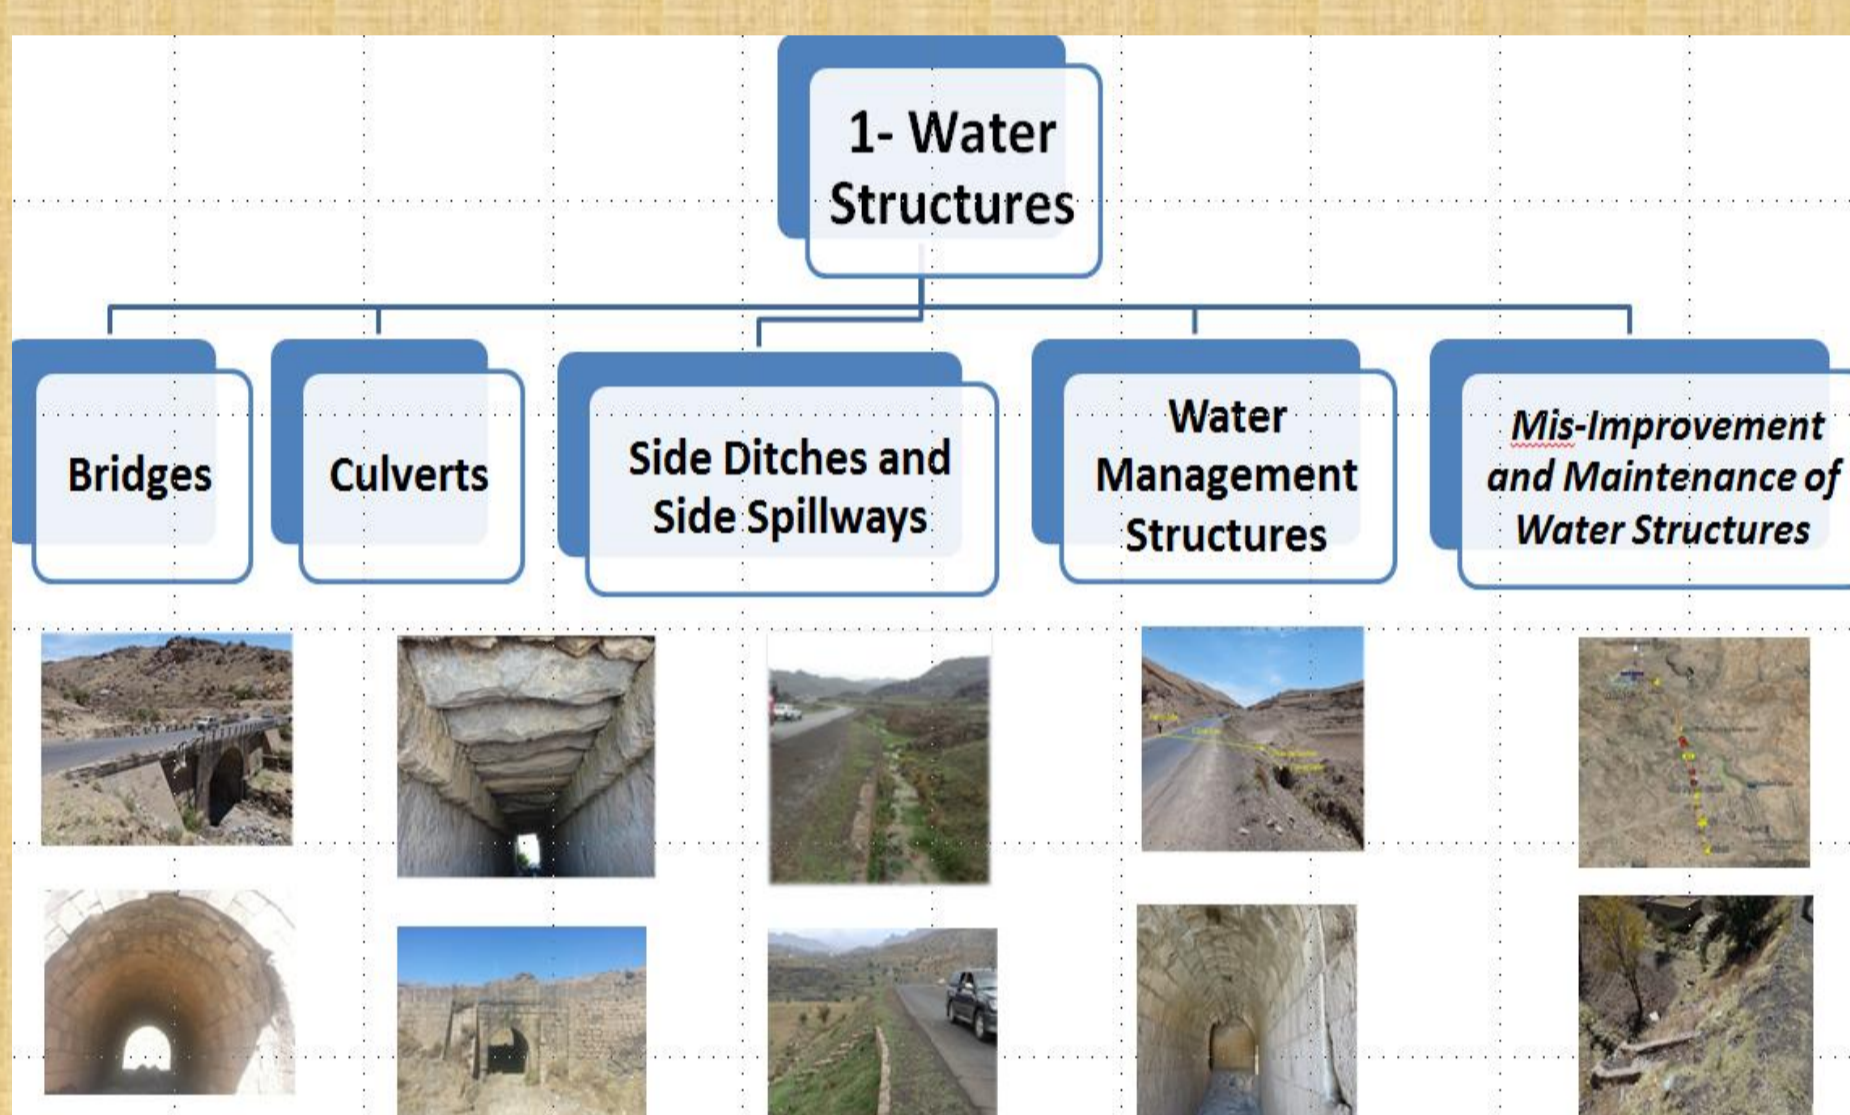 1- Water
Structures
Bridges
Culverts
Side Ditches and
Side Spillways
Water
Management
Structures
Mis-Improvement
and Maintenance of
Water Structures